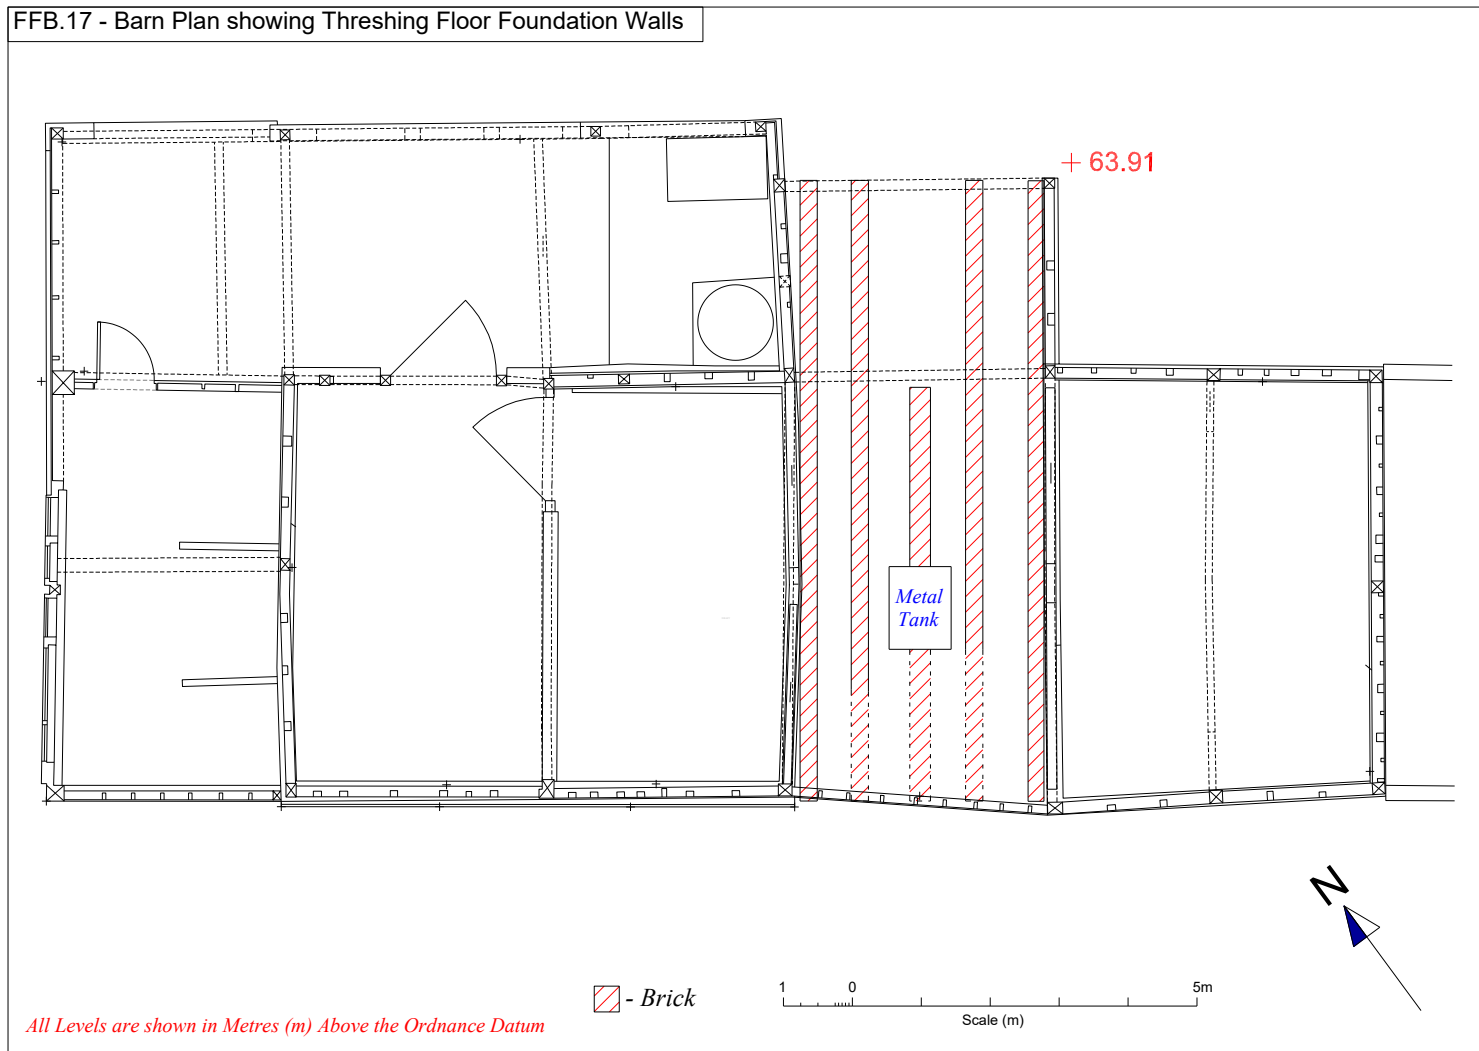 FFB.17 - Barn Plan showing Threshing Floor Foundation Walls
63.91
Metal
Tank
N
- Brick
1 0 5m
Scale (m)
All Levels are shown in Metres (m) Above the Ordnance Datum